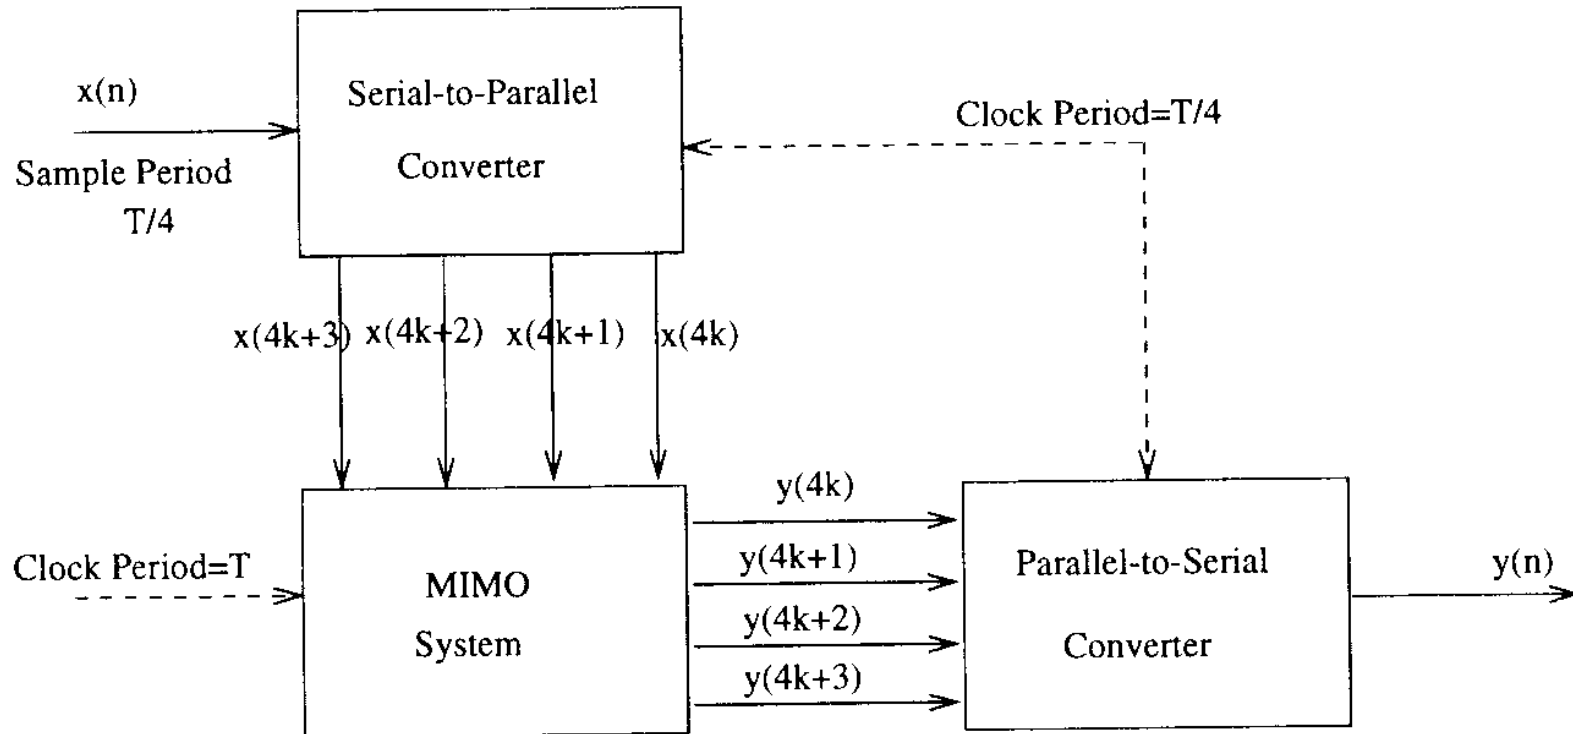 x(n)
Sample Period
T/4
Serial-to-Parallel
Converter
Clock Period=T/4
x(4k+3)
x(4k+2)
x(4k+1)
x(4k)
Clock Period=T
MIMO
System
y(4k)
y(4k+1)
y(4k+2)
y(4k+3)
Parallel-to-Serial
Converter
y(n)